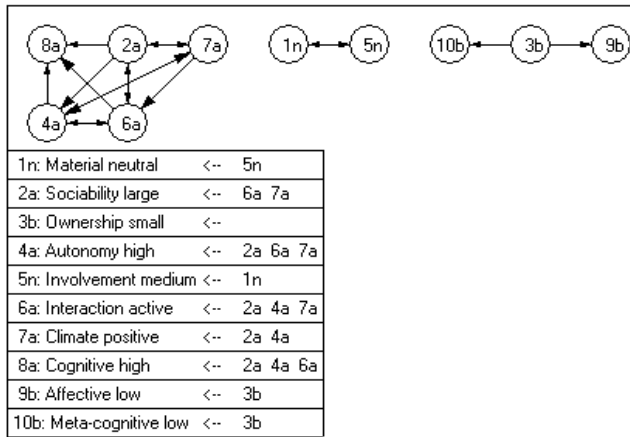 8a 2a 7a 1n 5n 10b 3b 9b
4a 6a
1n: Material neutral <-- 5n
2a: Sociability large <-- 6a 7a
3b: Ownership small <--
4a: Autonomy high <-- 2a 6a 7a
5n: Involvement medium <-- 1n
6a: Interaction active <-- 2a 4a 7a
7a: Climate positive <-- 2a 4a
8a: Cognitive high <-- 2a 4a 6a
9b: Affective low <-- 3b
10b: Meta-cognitive low <-- 3b